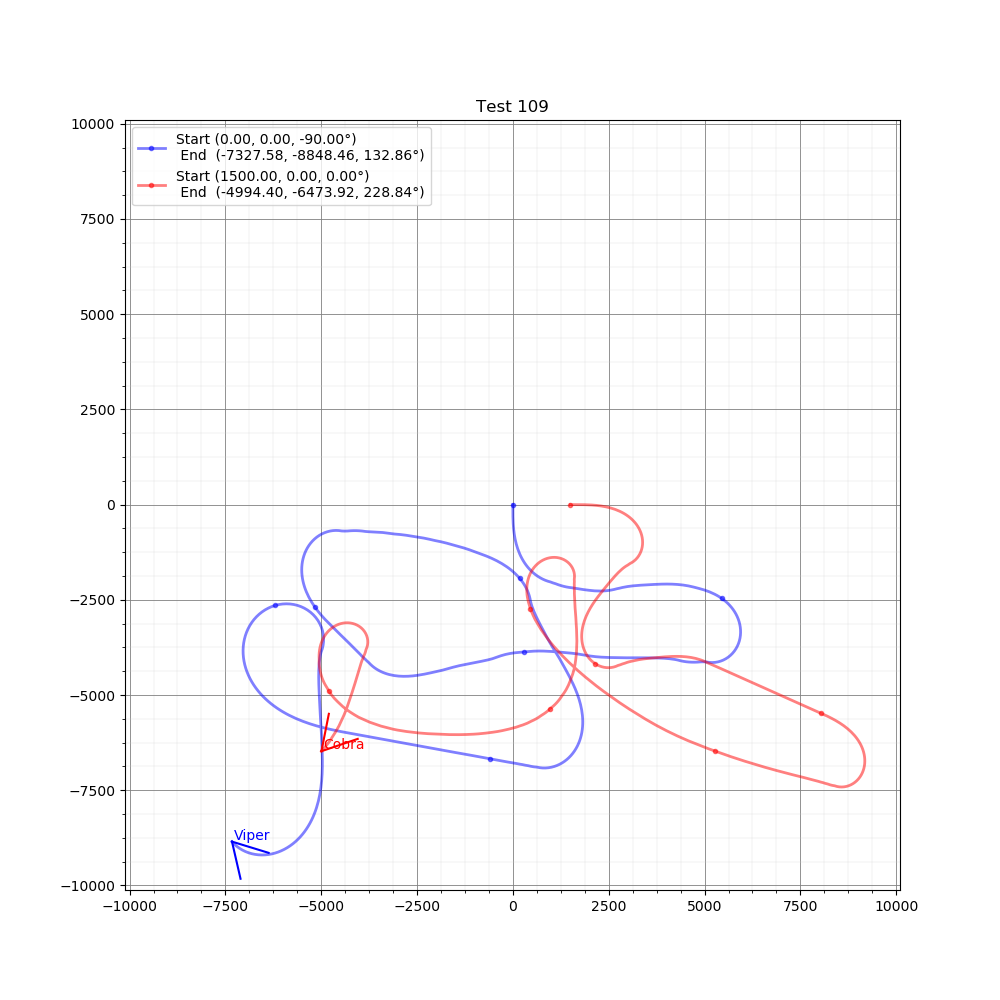 Test 109
Start (0.00, 0.00, -90.00°)
End (-7327.58, -8848.46, 132.86°)
Start (1500.00, 0.00, 0.00°)
End (-4994.40, -6473.92, 228.84°)
10000
7500
5000
2500
0
−2500
−5000
−7500
−10000
Cobra
Viper
−10000 −7500 −5000 −2500 0 2500 5000 7500 10000